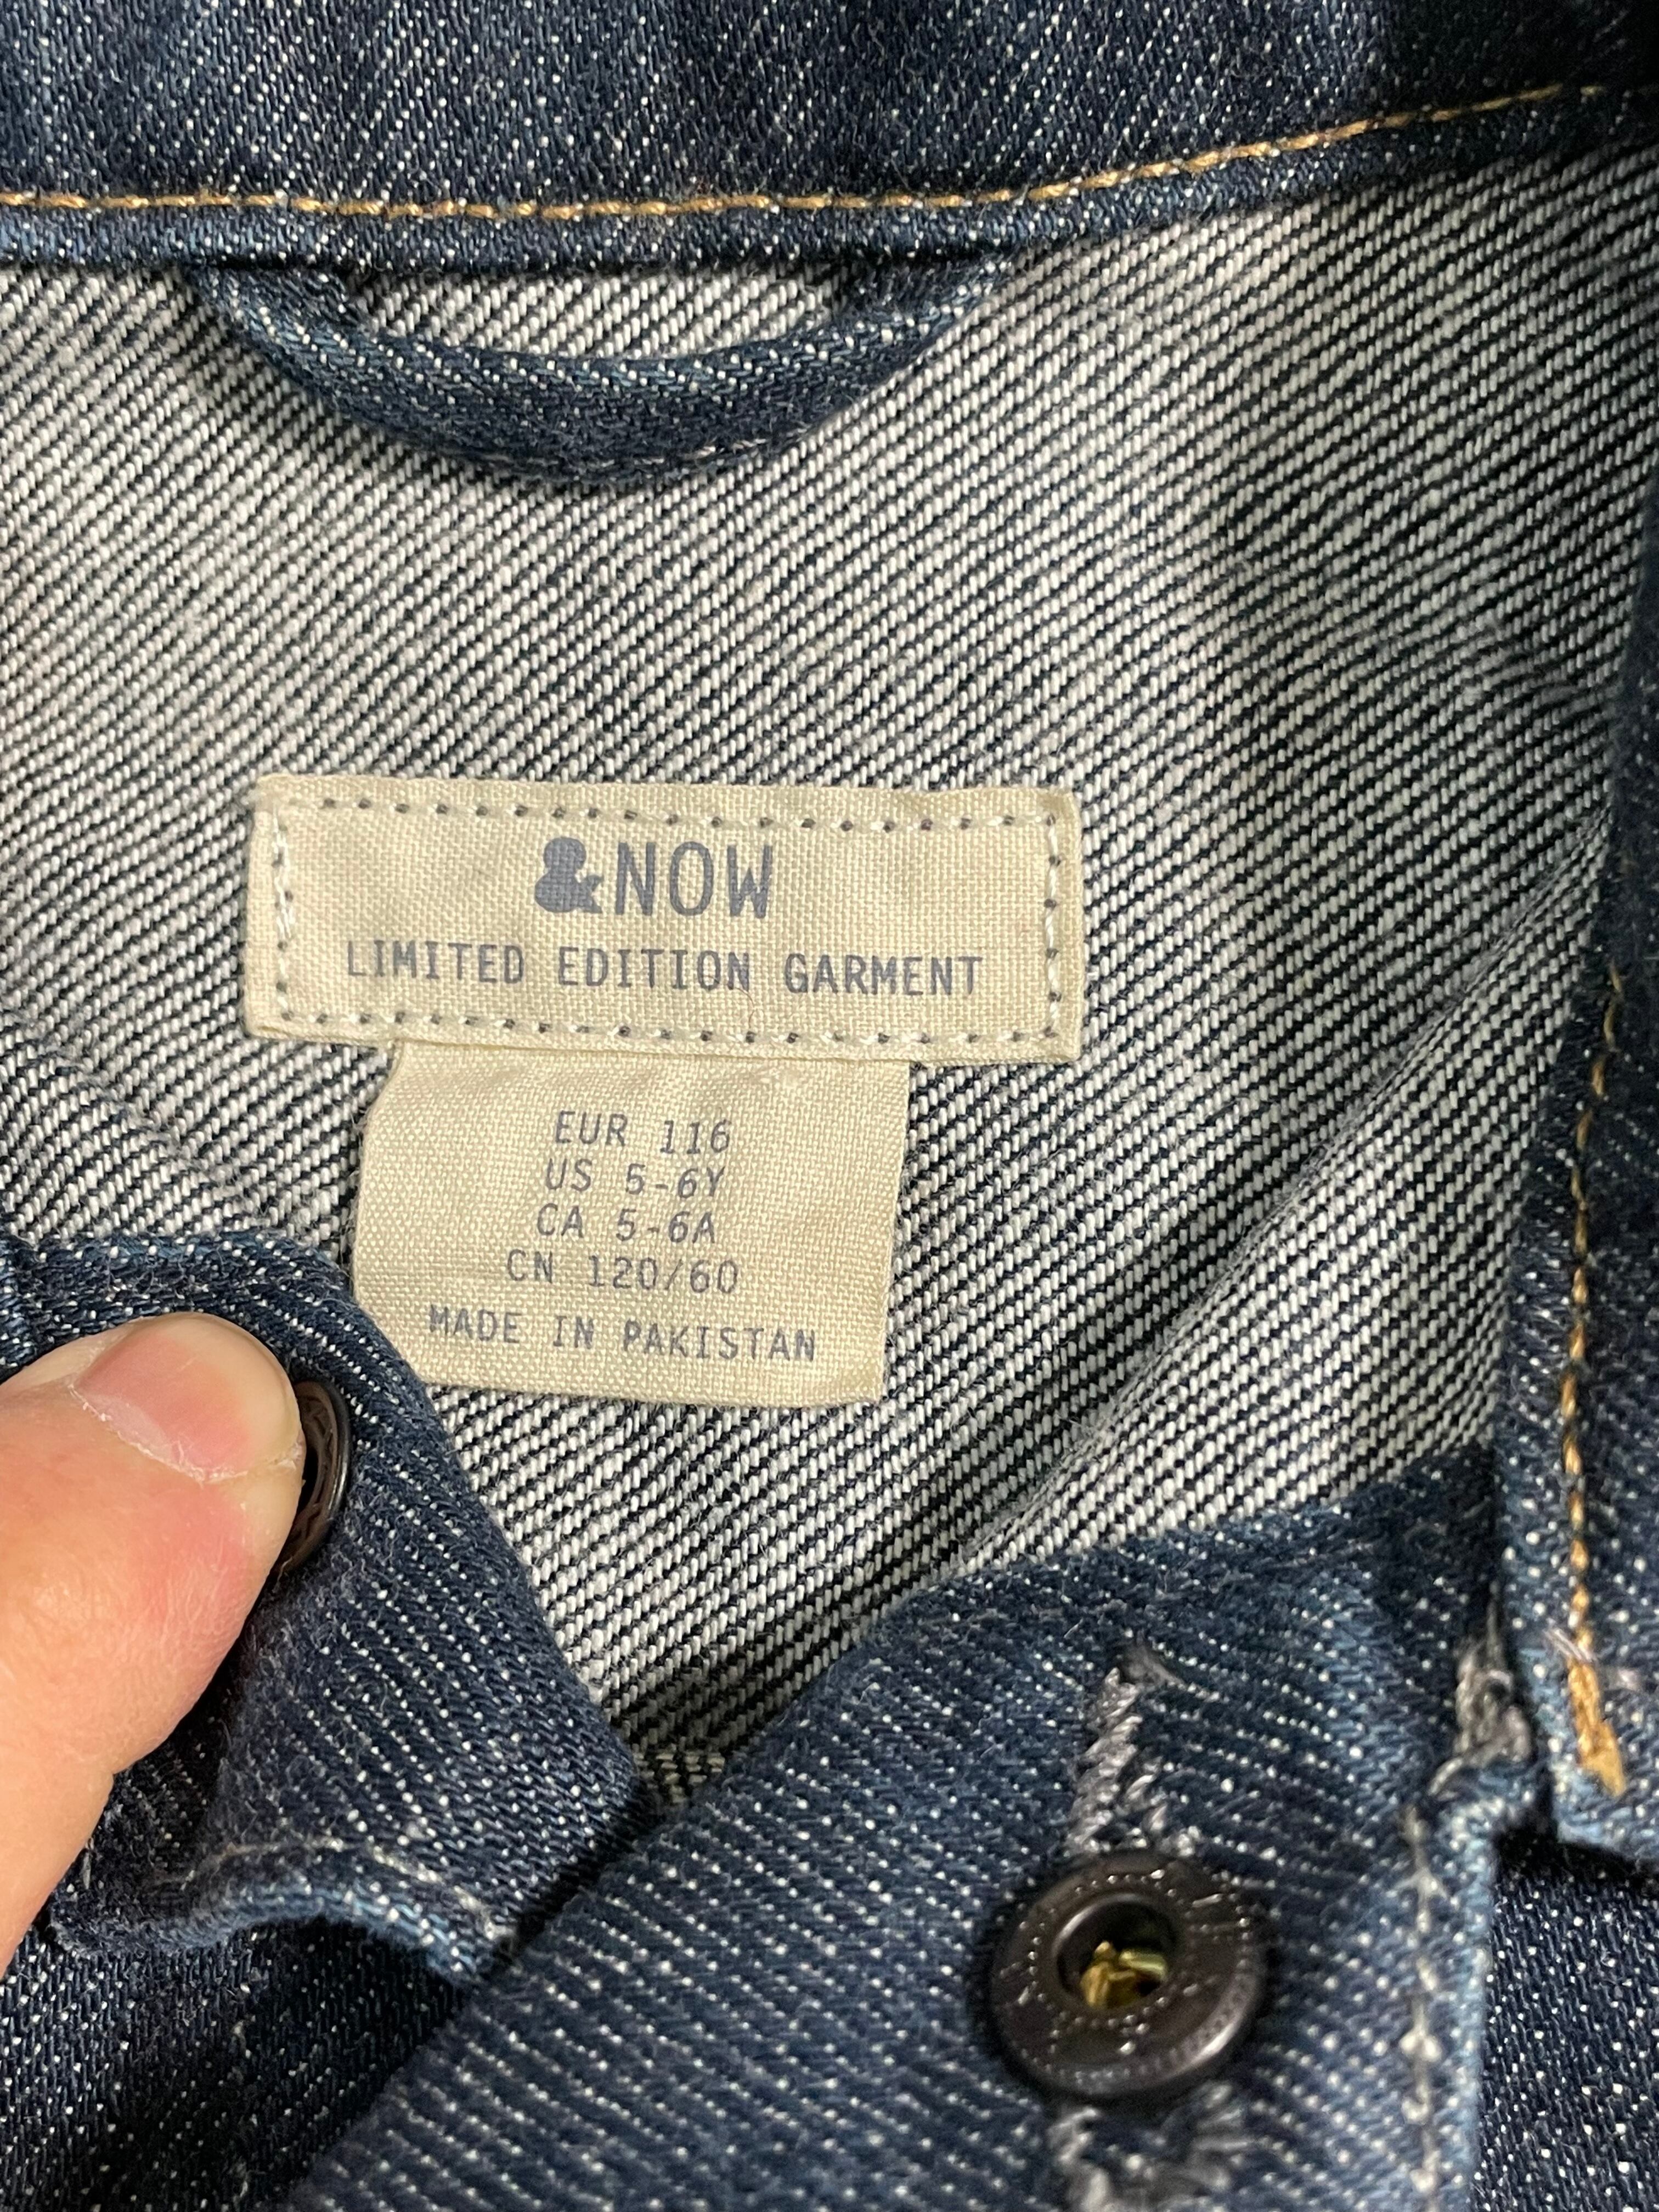 &NOW
LIMITED EDITION GARMENT
EUR 116
US 5-6Y
CA 5-6A
CN 120/60
MADE IN PAKISTAN